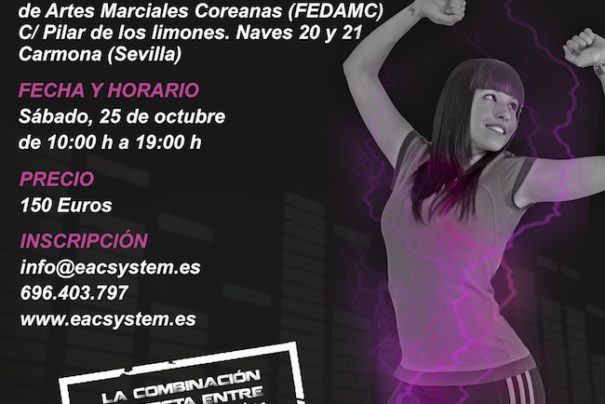 de Artes Marciales Coreanas (FEDAMC)
C/ Pilar de los limones. Naves 20 y 21
Carmona (Sevilla)
FECHA Y HORARIO
Sábado, 25 de octubre
de 10:00 h a 19:00 h
PRECIO
150 Euros
INSCRIPCIÓN
info@eacsystem.es
696.403.797
www.eacsystem.es
LA COMBINACIÓN
ENTRE